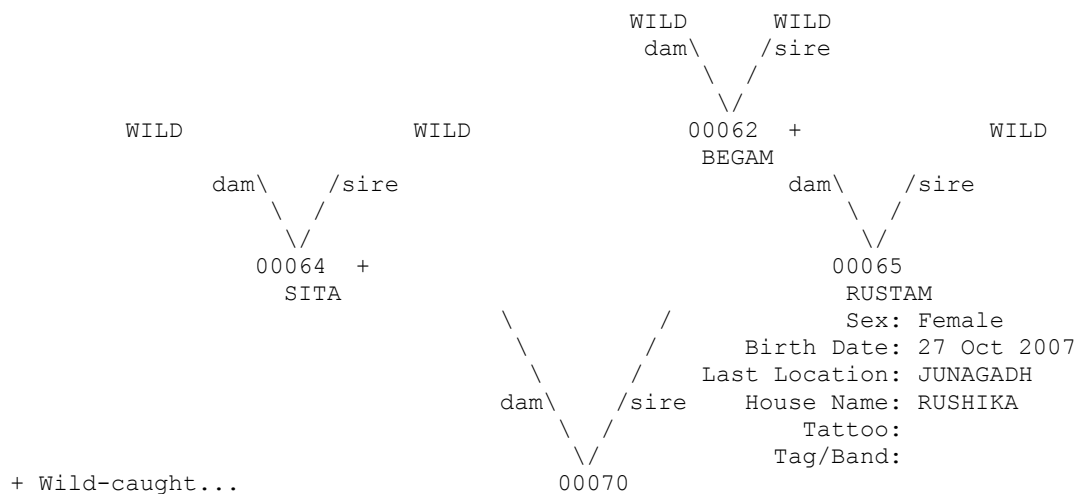 WILD WILD
dam\ /sire
\ /
\/
WILD WILD 00062 + WILD
BEGAM
dam\ /sire dam\ /sire
\ / \ /
\/ \/
00064 + 00065
SITA RUSTAM
\ / Sex: Female
\ / Birth Date: 27 Oct 2007
\ / Last Location: JUNAGADH
dam\ /sire House Name: RUSHIKA
\ / Tattoo:
\/ Tag/Band:
+ Wild-caught... 00070